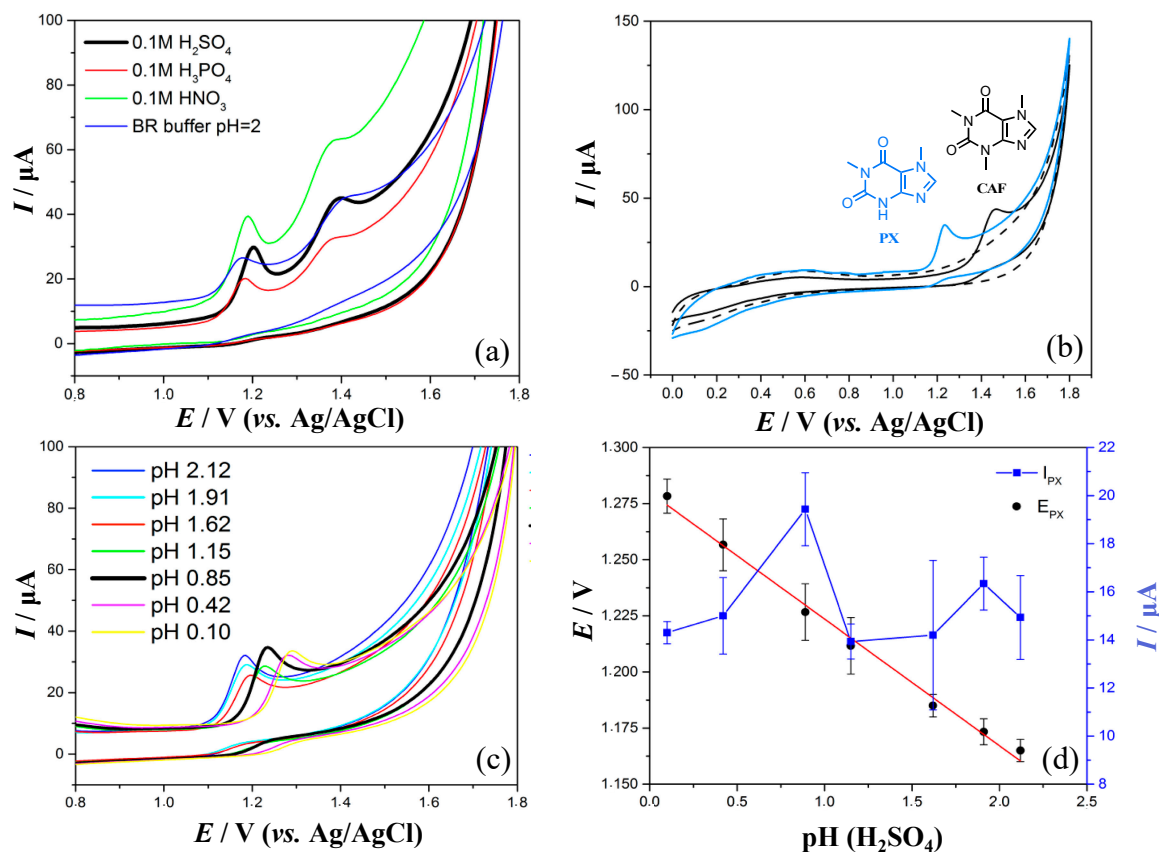 100
80
60
40
20
0
0.8 1.0 1.2 1.4 1.6 1.8
I / µA
E / V (vs. Ag/AgCl)
0.1M H₂SO₄
0.1M H₃PO₄
0.1M HNO₃
BR buffer pH=2
(a)
150
100
50
0
−50
0.0 0.2 0.4 0.6 0.8 1.0 1.2 1.4 1.6 1.8
I / µA
E / V (vs. Ag/AgCl)
O
N
N
O
N
N
CAF
O
N
N
O
N
H
N
PX
(b)
100
80
60
40
20
0
0.8 1.0 1.2 1.4 1.6 1.8
I / µA
E / V (vs. Ag/AgCl)
pH 2.12
pH 1.91
pH 1.62
pH 1.15
pH 0.85
pH 0.42
pH 0.10
(c)
1.300
1.275
1.250
1.225
1.200
1.175
1.150
E / V
0.0 0.5 1.0 1.5 2.0 2.5
pH (H₂SO₄)
22
20
18
16
14
12
10
8
I / µA
I_PX
E_PX
(d)